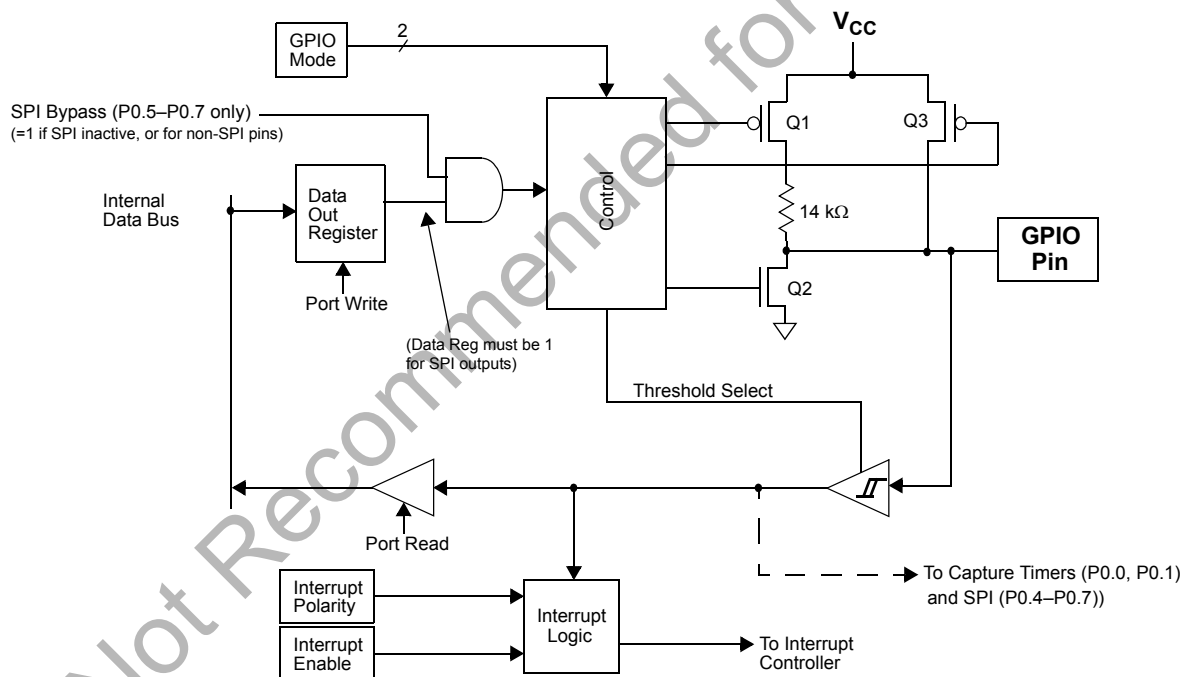 VCC
GPIO
Mode
2
SPI Bypass (P0.5–P0.7 only)
(=1 if SPI inactive, or for non-SPI pins)
Q1
Q3
Control
Internal
Data Bus
Data
Out
Register
14 kΩ
GPIO
Pin
Port Write
Q2
(Data Reg must be 1
for SPI outputs)
Threshold Select
Port Read
To Capture Timers (P0.0, P0.1)
and SPI (P0.4–P0.7))
Interrupt
Polarity
Interrupt
Logic
Interrupt
Enable
To Interrupt
Controller
Not Recommended for